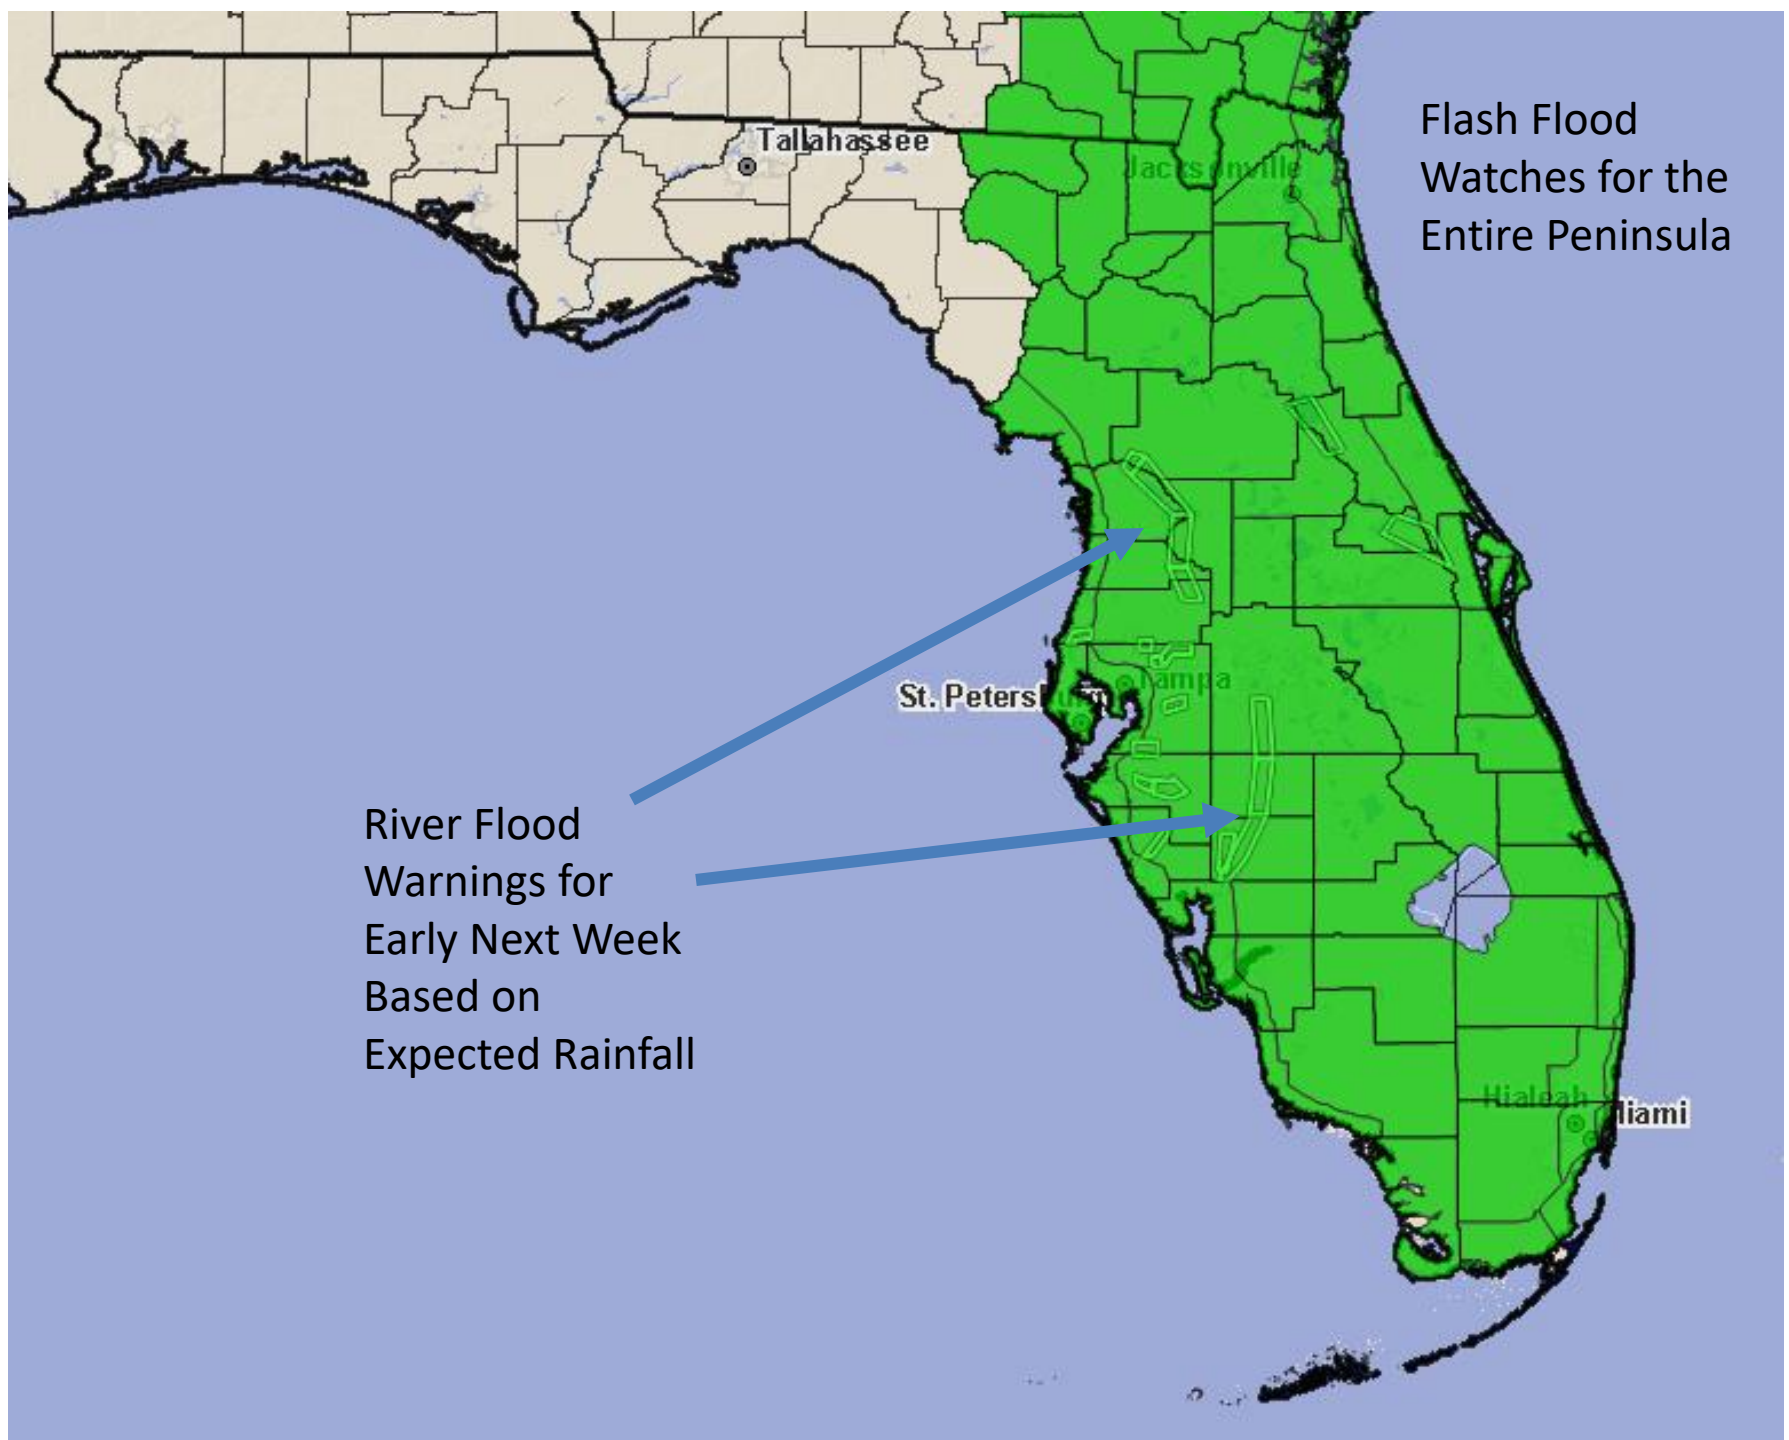 Flash Flood
Watches for the
Entire Peninsula
Tallahassee
Jacksonville
St. Petersburg
Tampa
River Flood
Warnings for
Early Next Week
Based on
Expected Rainfall
Hialeah
Miami